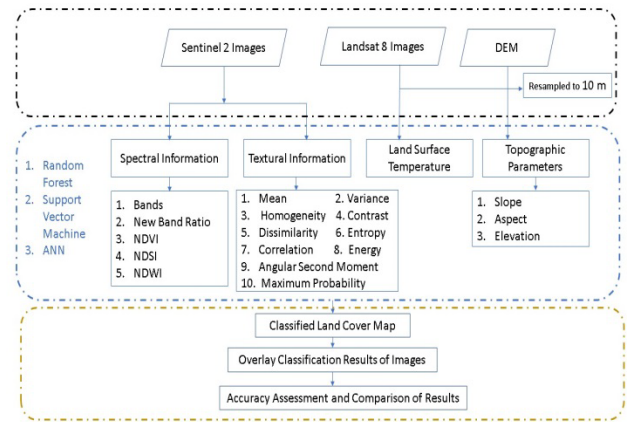 Sentinel 2 Images
Landsat 8 Images
DEM
Resampled to 10 m
1. Random
Forest
2. Support
Vector
Machine
3. ANN
Spectral Information
1. Bands
2. New Band Ratio
3. NDVI
4. NDSI
5. NDWI
Textural Information
1. Mean 2. Variance
3. Homogeneity 4. Contrast
5. Dissimilarity 6. Entropy
7. Correlation 8. Energy
9. Angular Second Moment
10. Maximum Probability
Land Surface
Temperature
Topographic
Parameters
1. Slope
2. Aspect
3. Elevation
Classified Land Cover Map
Overlay Classification Results of Images
Accuracy Assessment and Comparison of Results